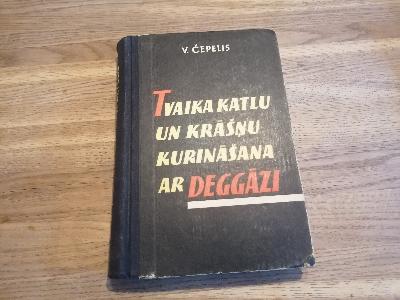 V. ČEPELIS
TVAIKA KATLU
UN KRĀŠŅU
KURINĀŠANA
AR DEGGĀZI